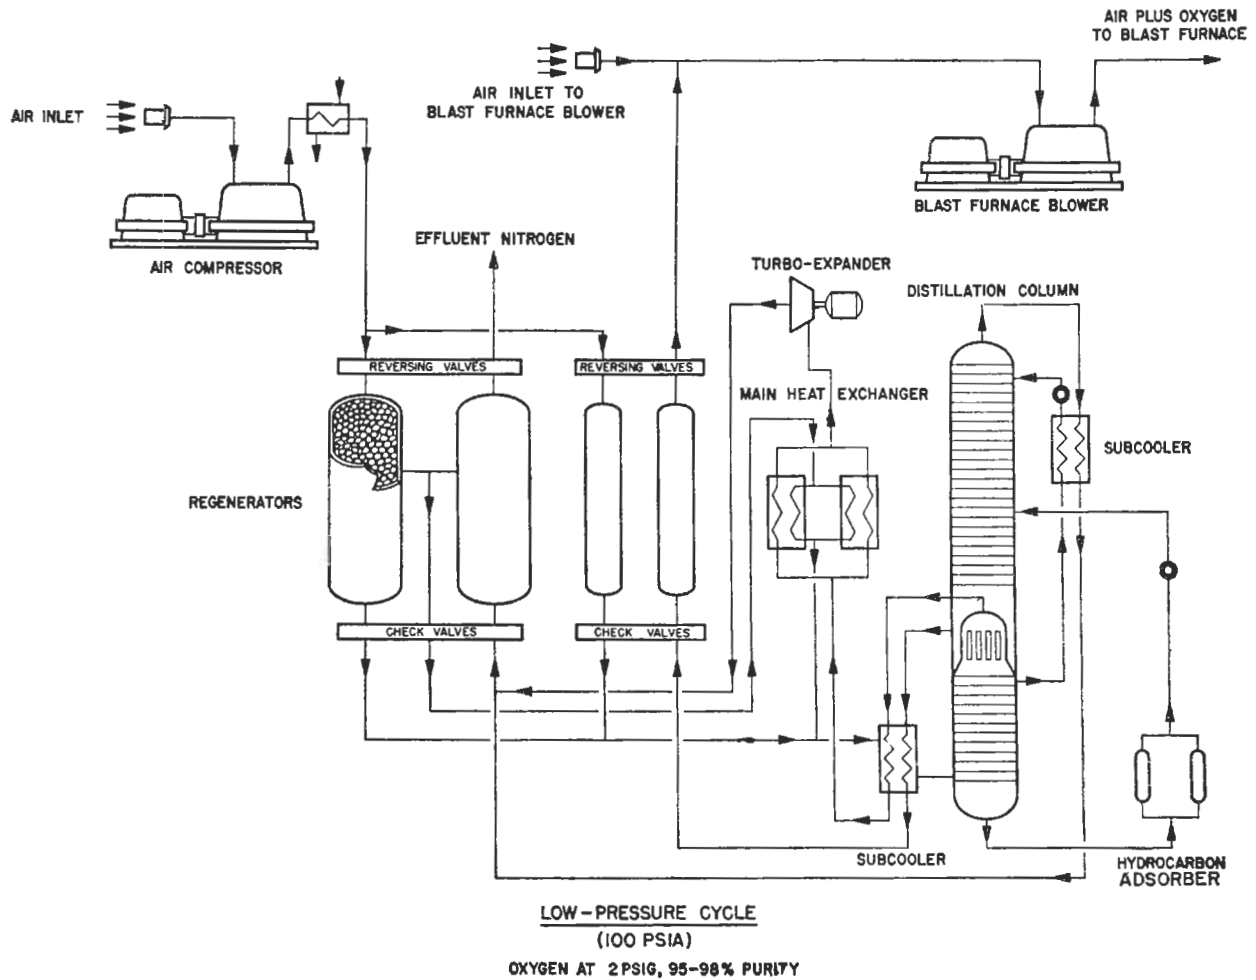 AIR PLUS OXYGEN
TO BLAST FURNACE
AIR INLET
AIR INLET TO
BLAST FURNACE BLOWER
BLAST FURNACE BLOWER
AIR COMPRESSOR
EFFLUENT NITROGEN
TURBO-EXPANDER
DISTILLATION COLUMN
REVERSING VALVES
REVERSING VALVES
MAIN HEAT EXCHANGER
SUBCOOLER
REGENERATORS
CHECK VALVES
CHECK VALVES
SUBCOOLER
HYDROCARBON
ADSORBER
LOW-PRESSURE CYCLE
(100 PSIA)
OXYGEN AT 2 PSIG, 95-98% PURITY